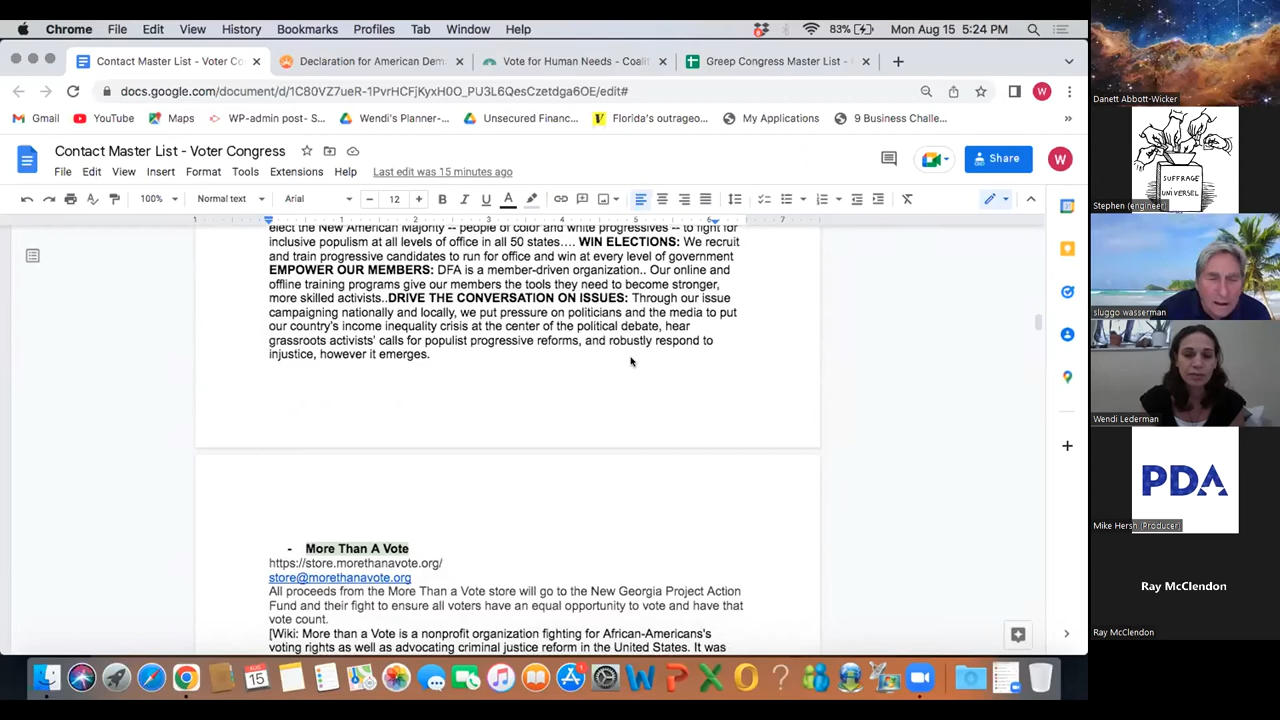 Chrome File Edit View History Bookmarks Profiles Tab Window Help 83% Mon Aug 15 5:24 PM
Contact Master List - Voter Co Declaration for American Dem Vote for Human Needs - Coali Greep Congress Master List -
docs.google.com/document/d/1C80VZ7ueR-1PvrHCFjKyxH0O_PU3L6QesCzetdga6OE/edit# W
Gmail YouTube Maps WP-admin post- S... Wendi's Planner-... Unsecured Financ... Florida's outrageo... My Applications 9 Business Challe...
Contact Master List - Voter Congress Share W
File Edit View Insert Format Tools Extensions Help Last edit was 15 minutes ago
100% Normal text Arial 12 B I U A
1 1 2 3 4 5 6 7
elect the New American Majority -- people of color and white progressives -- to fight for
inclusive populism at all levels of office in all 50 states…. WIN ELECTIONS: We recruit
and train progressive candidates to run for office and win at every level of government
EMPOWER OUR MEMBERS: DFA is a member-driven organization.. Our online and
offline training programs give our members the tools they need to become stronger,
more skilled activists..DRIVE THE CONVERSATION ON ISSUES: Through our issue
campaigning nationally and locally, we put pressure on politicians and the media to put
our country's income inequality crisis at the center of the political debate, hear
grassroots activists' calls for populist progressive reforms, and robustly respond to
injustice, however it emerges.
- More Than A Vote
https://store.morethanavote.org/
store@morethanavote.org
All proceeds from the More Than a Vote store will go to the New Georgia Project Action
Fund and their fight to ensure all voters have an equal opportunity to vote and have that
vote count.
[Wiki: More than a Vote is a nonprofit organization fighting for African-Americans's
voting rights as well as advocating criminal justice reform in the United States. It was
Danett Abbott-Wicker
SUFFRAGE
UNIVERSEL
Stephen (engineer)
sluggo wasserman
Wendi Lederman
PDA
Mike Hersh (Producer)
Ray McClendon
Ray McClendon